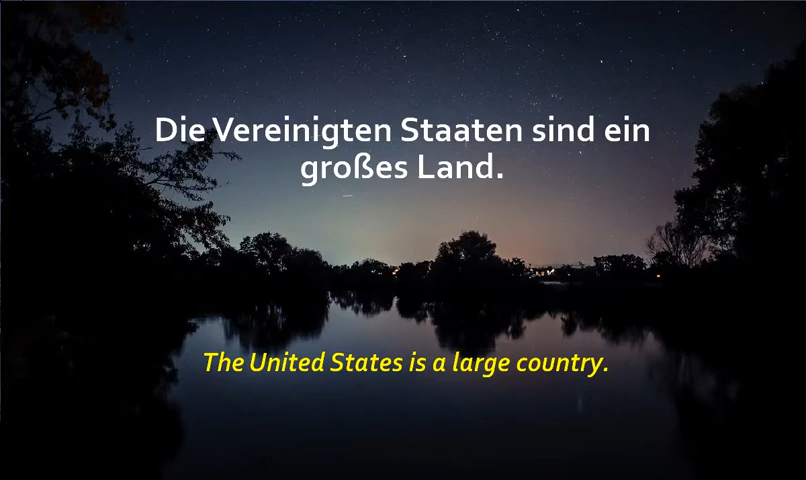 Die Vereinigten Staaten sind ein
großes Land.
The United States is a large country.